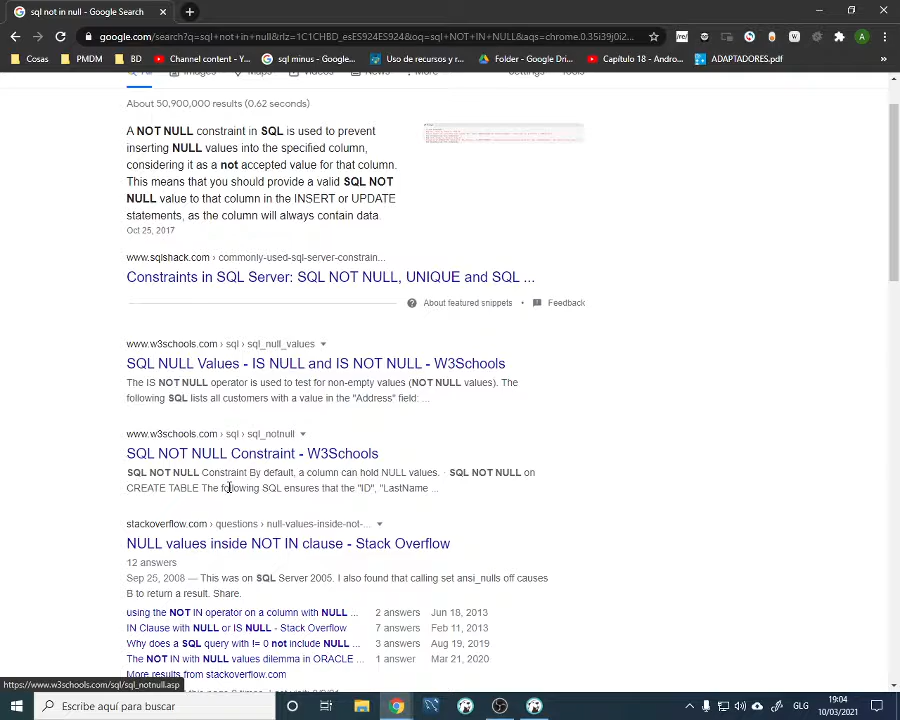 sql not in null - Google Search
google.com/search?q=sql+not+in+null&rlz=1C1CHBD_esES924ES924&oq=sql+NOT+IN+NULL&aqs=chrome.0.35i39j0i2...
Cosas
PMDM
BD
Channel content - Y...
sql minus - Google...
Uso de recursos y r...
Folder - Google Dri...
Capítulo 18 - Andro...
ADAPTADORES.pdf
All
Images
Maps
Videos
News
More
Settings
Tools
About 50,900,000 results (0.62 seconds)
A NOT NULL constraint in SQL is used to prevent
inserting NULL values into the specified column,
considering it as a not accepted value for that column.
This means that you should provide a valid SQL NOT
NULL value to that column in the INSERT or UPDATE
statements, as the column will always contain data.
Oct 25, 2017
www.sqlshack.com › commonly-used-sql-server-constrain...
Constraints in SQL Server: SQL NOT NULL, UNIQUE and SQL ...
About featured snippets • Feedback
www.w3schools.com › sql › sql_null_values
SQL NULL Values - IS NULL and IS NOT NULL - W3Schools
The IS NOT NULL operator is used to test for non-empty values (NOT NULL values). The
following SQL lists all customers with a value in the "Address" field: ...
www.w3schools.com › sql › sql_notnull
SQL NOT NULL Constraint - W3Schools
SQL NOT NULL Constraint By default, a column can hold NULL values. · SQL NOT NULL on
CREATE TABLE The following SQL ensures that the "ID", "LastName ...
stackoverflow.com › questions › null-values-inside-not-...
NULL values inside NOT IN clause - Stack Overflow
12 answers
Sep 25, 2008 — This was on SQL Server 2005. I also found that calling set ansi_nulls off causes
B to return a result. Share.
using the NOT IN operator on a column with NULL ... 2 answers Jun 18, 2013
IN Clause with NULL or IS NULL - Stack Overflow 7 answers Feb 11, 2013
Why does a SQL query with != 0 not include NULL ... 3 answers Aug 19, 2019
The NOT IN with NULL values dilemma in ORACLE ... 1 answer Mar 21, 2020
More results from stackoverflow.com
https://www.w3schools.com/sql/sql_notnull.asp
Escribe aquí para buscar
GLG
19:04
10/03/2021